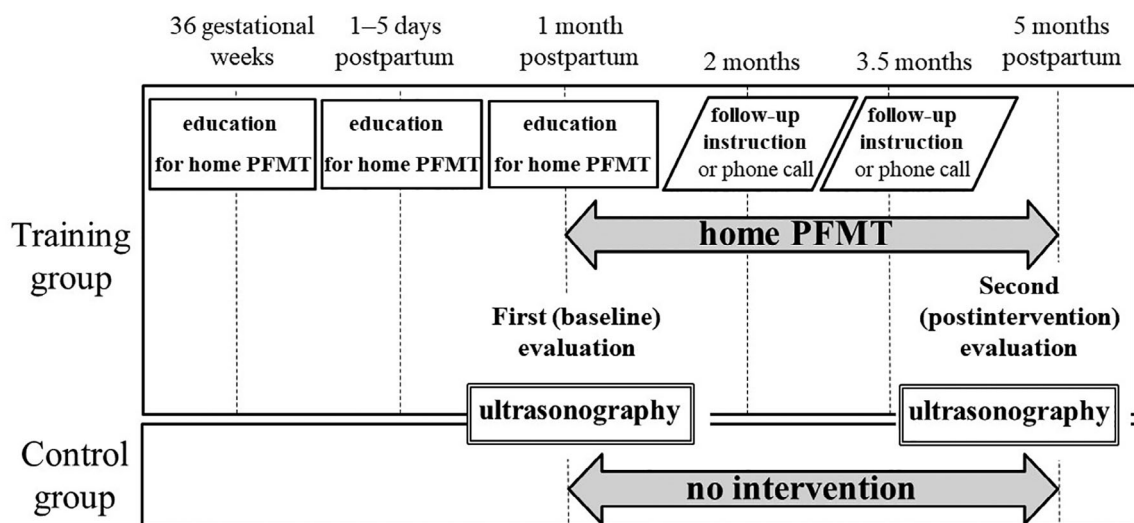 36 gestational
weeks
1–5 days
postpartum
1 month
postpartum
2 months
3.5 months
5 months
postpartum
education
for home PFMT
education
for home PFMT
education
for home PFMT
follow-up
instruction
or phone call
follow-up
instruction
or phone call
Training
group
home PFMT
First (baseline)
evaluation
Second
(postintervention)
evaluation
ultrasonography
ultrasonography
Control
group
no intervention